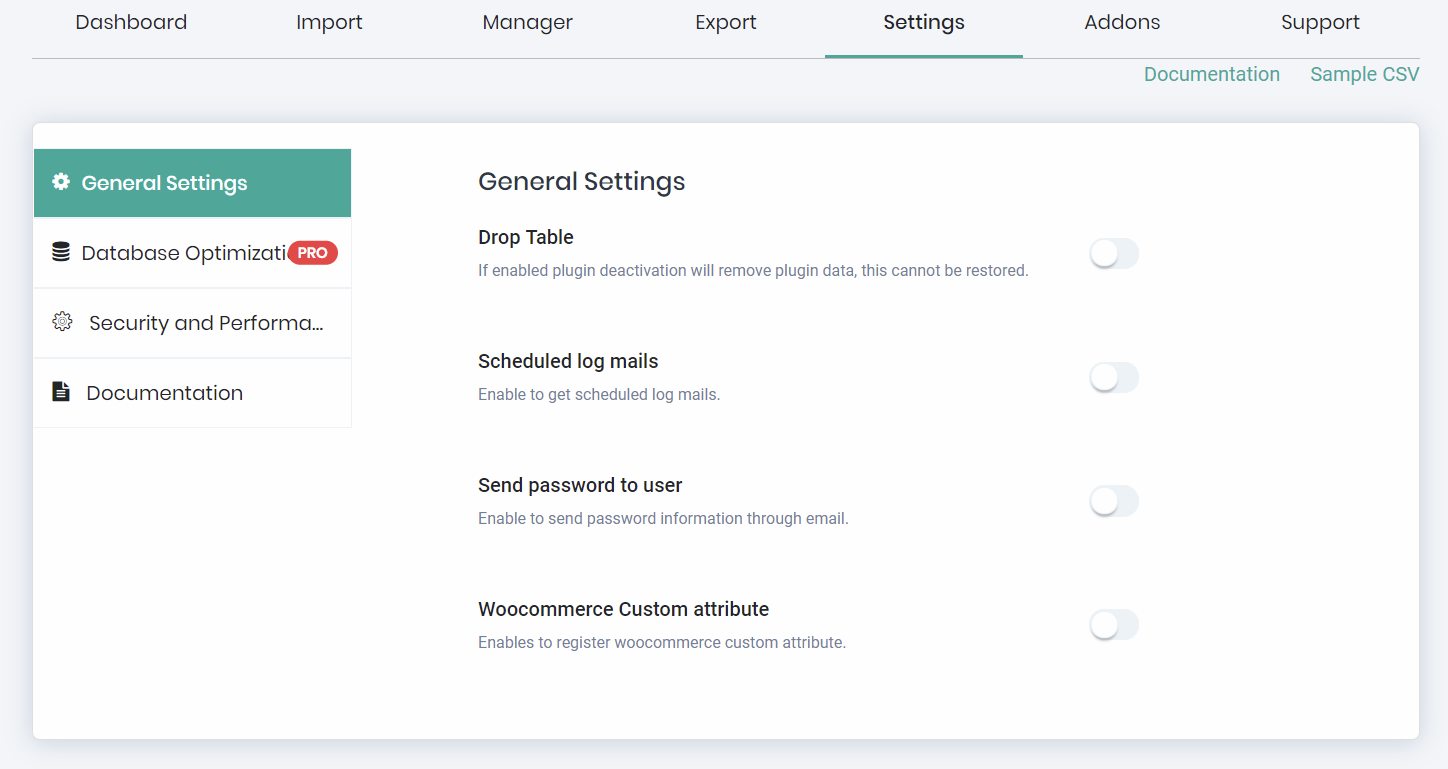 Dashboard Import Manager Export Settings Addons Support
Documentation Sample CSV
General Settings
Database Optimizati PRO
Security and Performa...
Documentation
General Settings
Drop Table
If enabled plugin deactivation will remove plugin data, this cannot be restored.
Scheduled log mails
Enable to get scheduled log mails.
Send password to user
Enable to send password information through email.
Woocommerce Custom attribute
Enables to register woocommerce custom attribute.